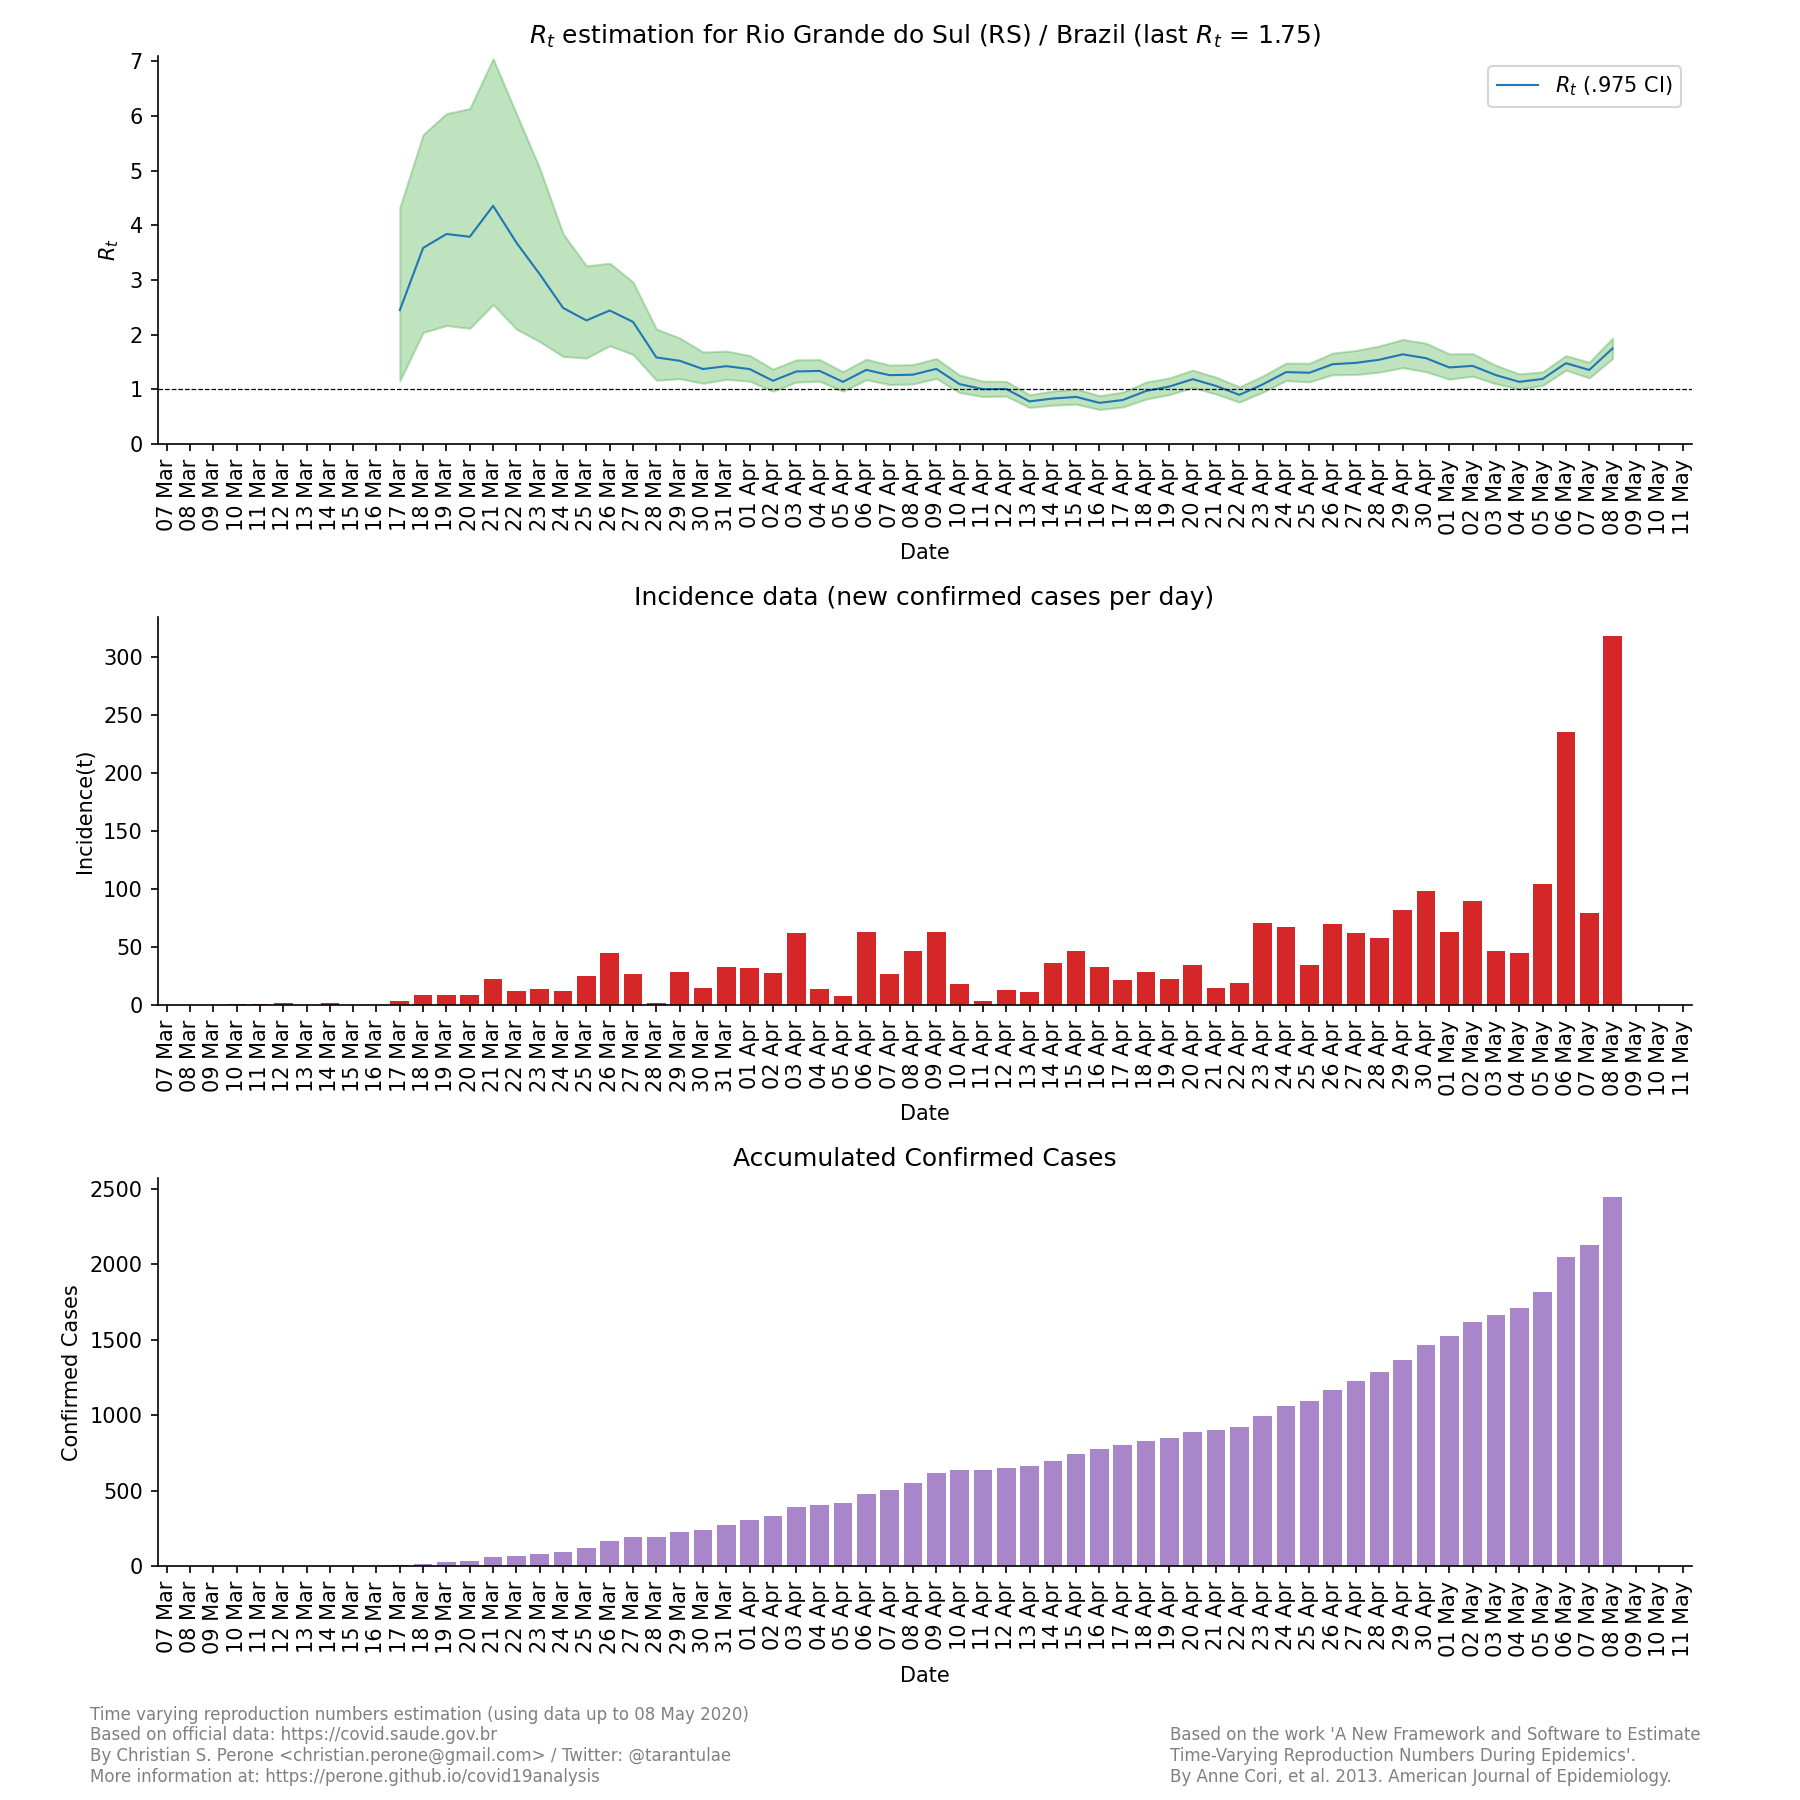 Rt estimation for Rio Grande do Sul (RS) / Brazil (last Rt = 1.75)
7
6
5
4
3
2
1
0
Rt
Rt (.975 CI)
07 Mar 08 Mar 09 Mar 10 Mar 11 Mar 12 Mar 13 Mar 14 Mar 15 Mar 16 Mar 17 Mar 18 Mar 19 Mar 20 Mar 21 Mar 22 Mar 23 Mar 24 Mar 25 Mar 26 Mar 27 Mar 28 Mar 29 Mar 30 Mar 31 Mar 01 Apr 02 Apr 03 Apr 04 Apr 05 Apr 06 Apr 07 Apr 08 Apr 09 Apr 10 Apr 11 Apr 12 Apr 13 Apr 14 Apr 15 Apr 16 Apr 17 Apr 18 Apr 19 Apr 20 Apr 21 Apr 22 Apr 23 Apr 24 Apr 25 Apr 26 Apr 27 Apr 28 Apr 29 Apr 30 Apr 01 May 02 May 03 May 04 May 05 May 06 May 07 May 08 May 09 May 10 May 11 May
Date
Incidence data (new confirmed cases per day)
300
250
200
150
100
50
0
Incidence(t)
07 Mar 08 Mar 09 Mar 10 Mar 11 Mar 12 Mar 13 Mar 14 Mar 15 Mar 16 Mar 17 Mar 18 Mar 19 Mar 20 Mar 21 Mar 22 Mar 23 Mar 24 Mar 25 Mar 26 Mar 27 Mar 28 Mar 29 Mar 30 Mar 31 Mar 01 Apr 02 Apr 03 Apr 04 Apr 05 Apr 06 Apr 07 Apr 08 Apr 09 Apr 10 Apr 11 Apr 12 Apr 13 Apr 14 Apr 15 Apr 16 Apr 17 Apr 18 Apr 19 Apr 20 Apr 21 Apr 22 Apr 23 Apr 24 Apr 25 Apr 26 Apr 27 Apr 28 Apr 29 Apr 30 Apr 01 May 02 May 03 May 04 May 05 May 06 May 07 May 08 May 09 May 10 May 11 May
Date
Accumulated Confirmed Cases
2500
2000
1500
1000
500
0
Confirmed Cases
07 Mar 08 Mar 09 Mar 10 Mar 11 Mar 12 Mar 13 Mar 14 Mar 15 Mar 16 Mar 17 Mar 18 Mar 19 Mar 20 Mar 21 Mar 22 Mar 23 Mar 24 Mar 25 Mar 26 Mar 27 Mar 28 Mar 29 Mar 30 Mar 31 Mar 01 Apr 02 Apr 03 Apr 04 Apr 05 Apr 06 Apr 07 Apr 08 Apr 09 Apr 10 Apr 11 Apr 12 Apr 13 Apr 14 Apr 15 Apr 16 Apr 17 Apr 18 Apr 19 Apr 20 Apr 21 Apr 22 Apr 23 Apr 24 Apr 25 Apr 26 Apr 27 Apr 28 Apr 29 Apr 30 Apr 01 May 02 May 03 May 04 May 05 May 06 May 07 May 08 May 09 May 10 May 11 May
Date
Time varying reproduction numbers estimation (using data up to 08 May 2020)
Based on official data: https://covid.saude.gov.br
By Christian S. Perone <christian.perone@gmail.com> / Twitter: @tarantulae
More information at: https://perone.github.io/covid19analysis
Based on the work 'A New Framework and Software to Estimate
Time-Varying Reproduction Numbers During Epidemics'.
By Anne Cori, et al. 2013. American Journal of Epidemiology.